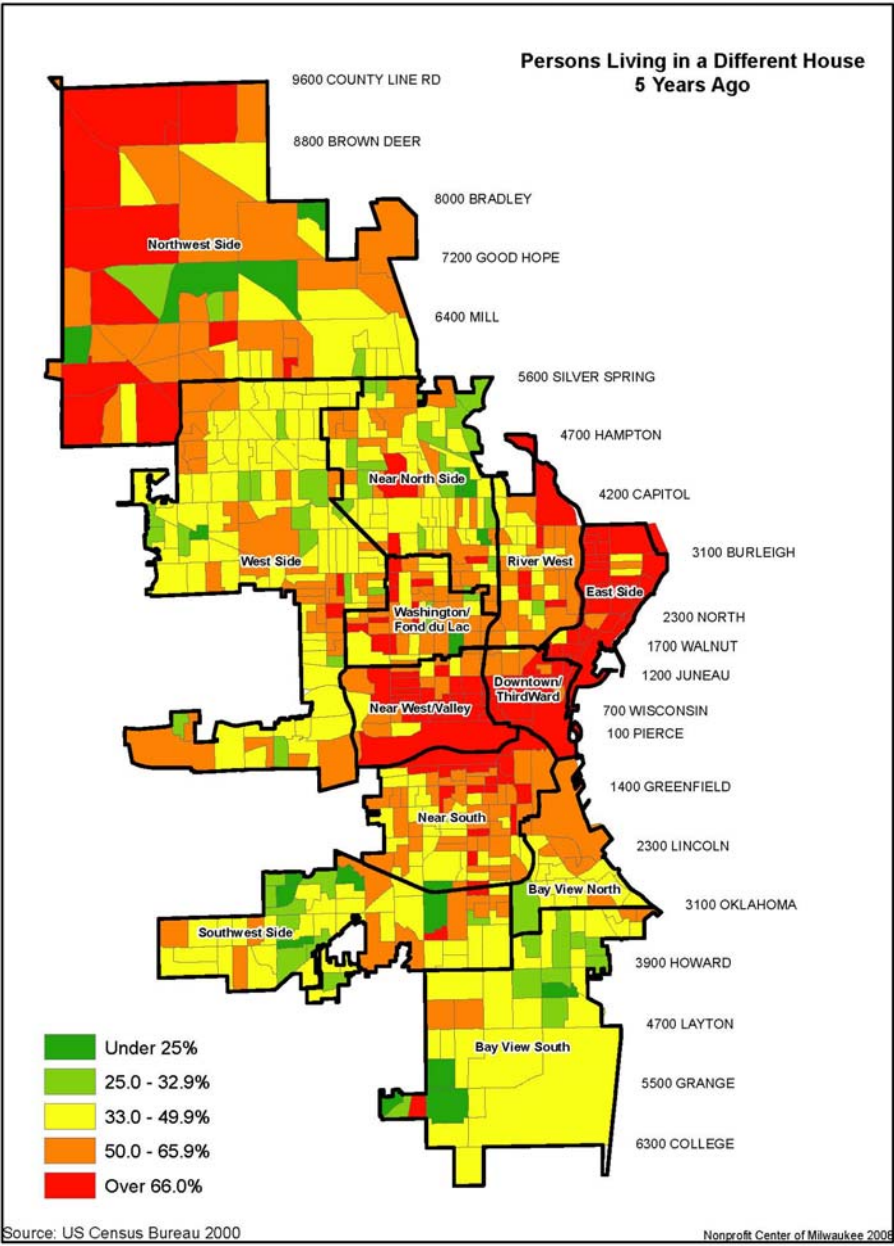 Persons Living in a Different House
5 Years Ago
9600 COUNTY LINE RD
8800 BROWN DEER
8000 BRADLEY
Northwest Side
7200 GOOD HOPE
6400 MILL
5600 SILVER SPRING
4700 HAMPTON
Near North Side
4200 CAPITOL
3100 BURLEIGH
West Side
River West
East Side
Washington/
Fond du Lac
2300 NORTH
1700 WALNUT
1200 JUNEAU
Downtown/
ThirdWard
Near West/Valley
700 WISCONSIN
100 PIERCE
1400 GREENFIELD
Near South
2300 LINCOLN
Bay View North
3100 OKLAHOMA
Southwest Side
3900 HOWARD
4700 LAYTON
Bay View South
5500 GRANGE
6300 COLLEGE
Under 25%
25.0 - 32.9%
33.0 - 49.9%
50.0 - 65.9%
Over 66.0%
Source: US Census Bureau 2000
Nonprofit Center of Milwaukee